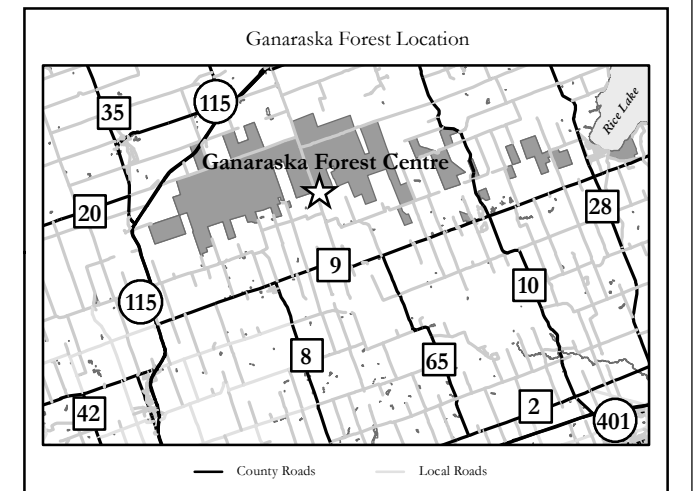 Ganaraska Forest Location
35
115
Rice Lake
Ganaraska Forest Centre
20
28
9
115
10
8
65
42
2
401
County Roads
Local Roads